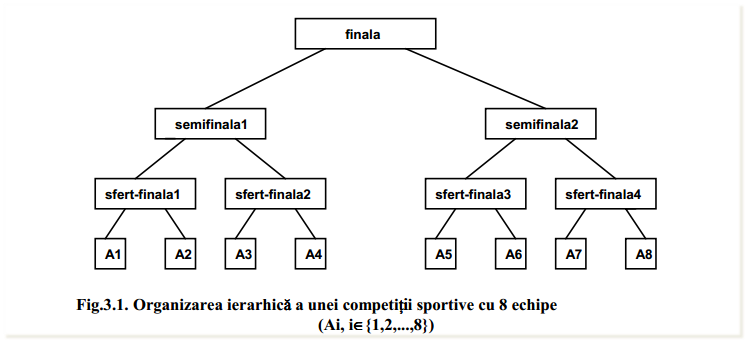 finala
semifinala1 semifinala2
sfert-finala1 sfert-finala2 sfert-finala3 sfert-finala4
A1 A2 A3 A4 A5 A6 A7 A8
Fig.3.1. Organizarea ierarhică a unei competiţii sportive cu 8 echipe
(Ai, i∈{1,2,...,8})